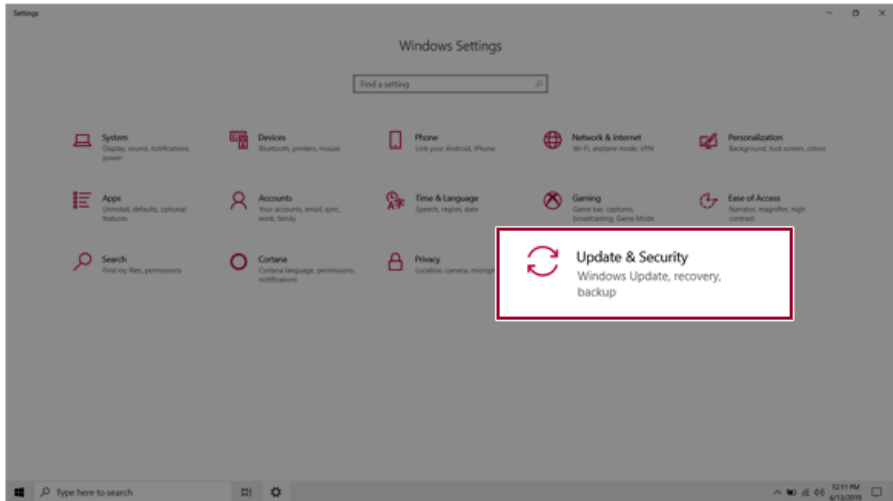 Settings
Windows Settings
Find a setting
System
Display, sound, notifications,
power
Devices
Bluetooth, printers, mouse
Phone
Link your Android, iPhone
Network & Internet
Wi-Fi, airplane mode, VPN
Personalization
Background, lock screen, colors
Apps
Uninstall, defaults, optional
features
Accounts
Your accounts, email, sync,
work, family
Time & Language
Speech, region, date
Gaming
Game bar, captures,
broadcasting, Game Mode
Ease of Access
Narrator, magnifier, high
contrast
Search
Find my files, permissions
Cortana
Cortana language, permissions,
notifications
Privacy
Location, camera,
Update & Security
Windows Update, recovery,
backup
Type here to search
12:11 PM
6/13/2019